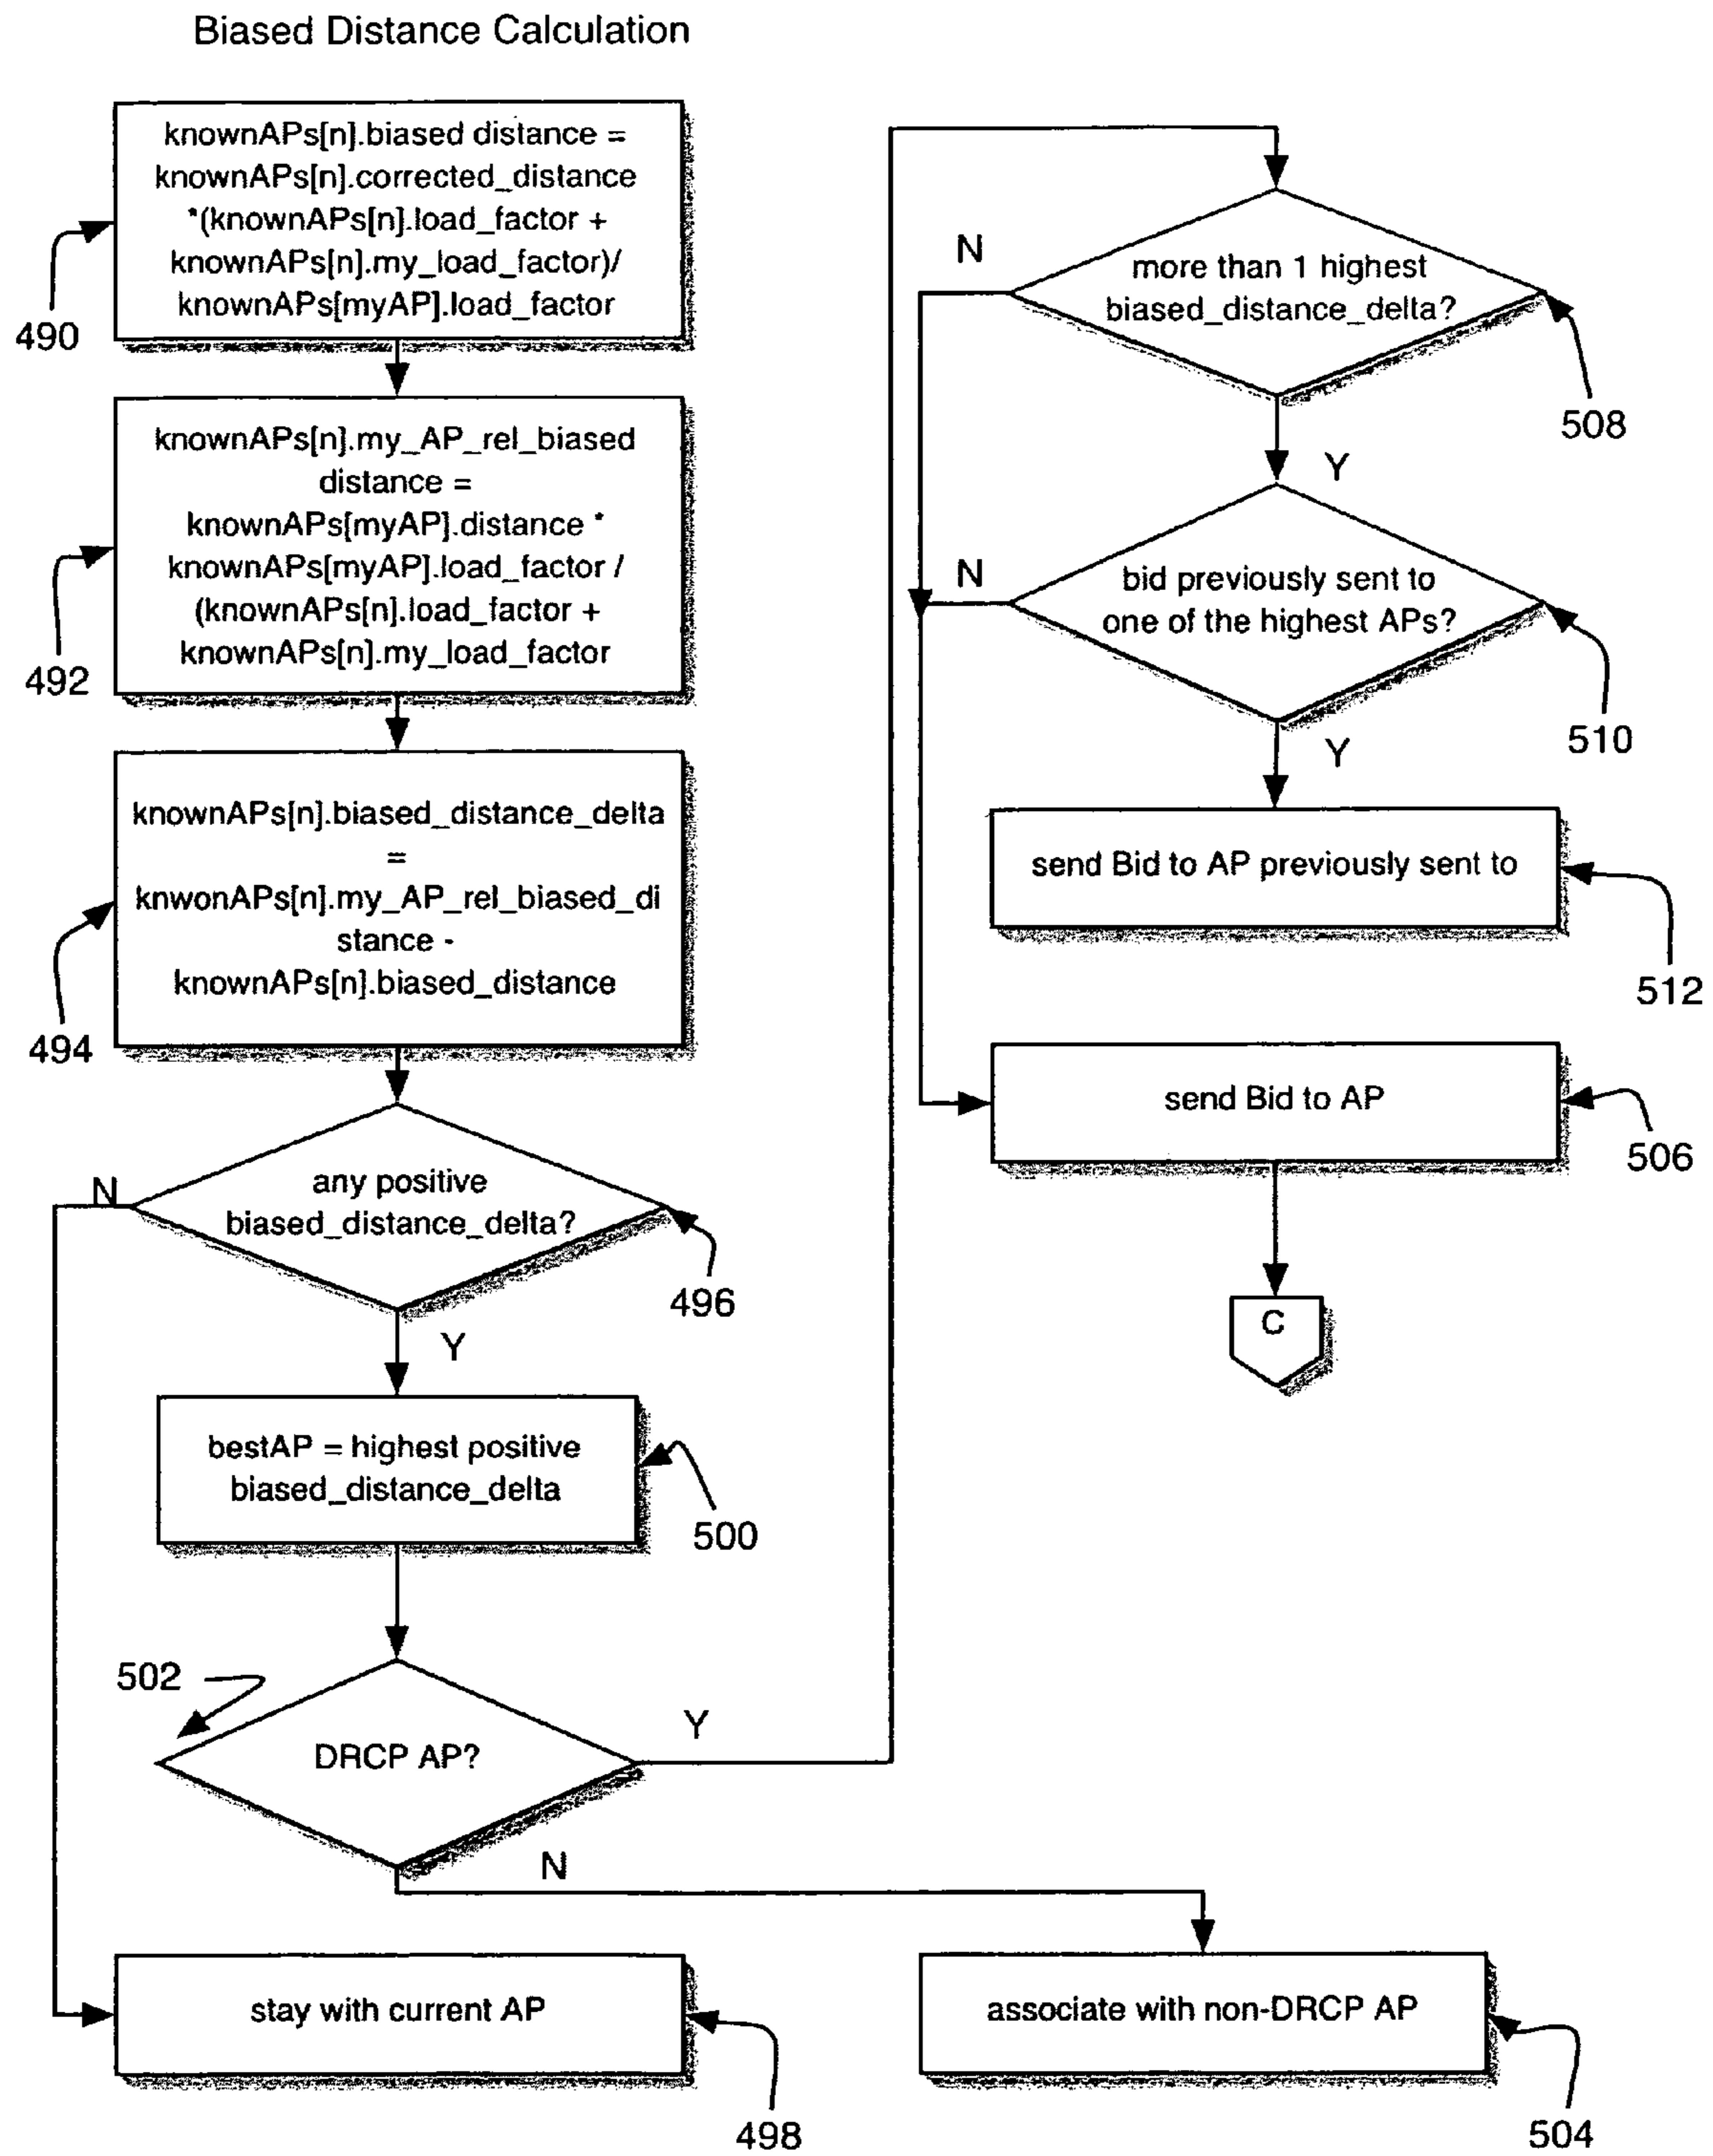 Biased Distance Calculation
knownAPs[n].biased distance =
knownAPs[n].corrected_distance
*(knownAPs[n].load_factor +
knownAPs[n].my_load_factor)/
knownAPs[myAP].load_factor
490
knownAPs[n].my_AP_rel_biased
distance =
knownAPs[myAP].distance *
knownAPs[myAP].load_factor /
(knownAPs[n].load_factor +
knownAPs[n].my_load_factor
492
knownAPs[n].biased_distance_delta
=
knwonAPs[n].my_AP_rel_biased_di
stance -
knownAPs[n].biased_distance
494
any positive
biased_distance_delta?
N
496
Y
bestAP = highest positive
biased_distance_delta
500
502
DRCP AP?
Y
N
stay with current AP
498
associate with non-DRCP AP
504
more than 1 highest
biased_distance_delta?
N
508
Y
bid previously sent to
one of the highest APs?
N
510
Y
send Bid to AP previously sent to
512
send Bid to AP
506
C